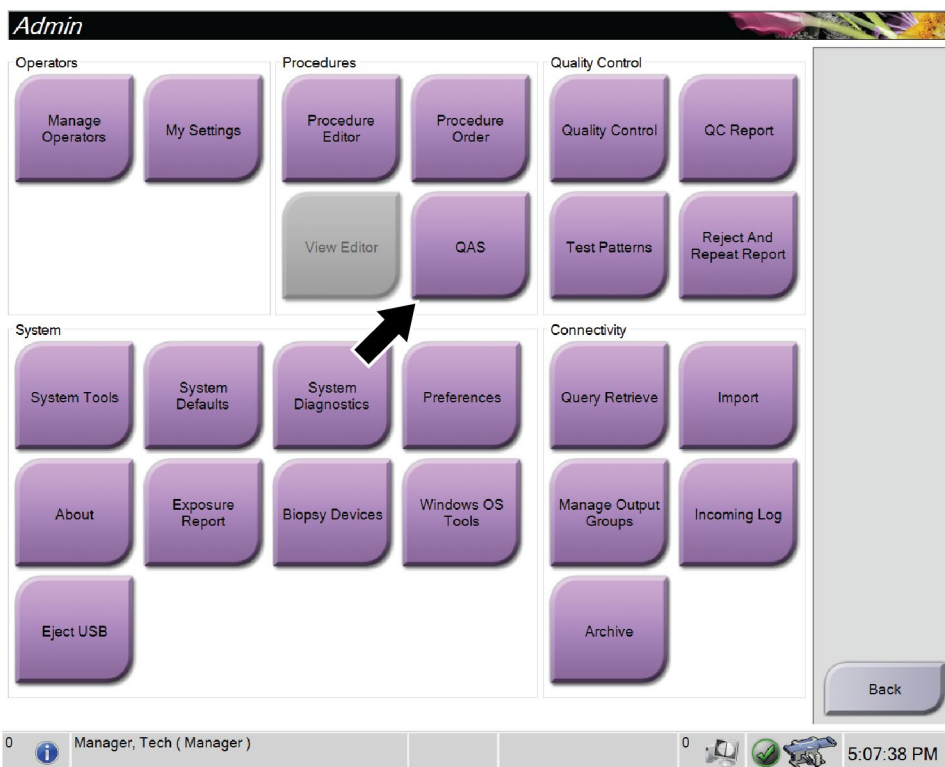 Admin
Operators
Manage
Operators
My Settings
Procedures
Procedure
Editor
Procedure
Order
View Editor
QAS
Quality Control
Quality Control
QC Report
Test Patterns
Reject And
Repeat Report
System
System Tools
System
Defaults
System
Diagnostics
Preferences
About
Exposure
Report
Biopsy Devices
Windows OS
Tools
Eject USB
Connectivity
Query Retrieve
Import
Manage Output
Groups
Incoming Log
Archive
Back
0
Manager, Tech ( Manager )
0
5:07:38 PM